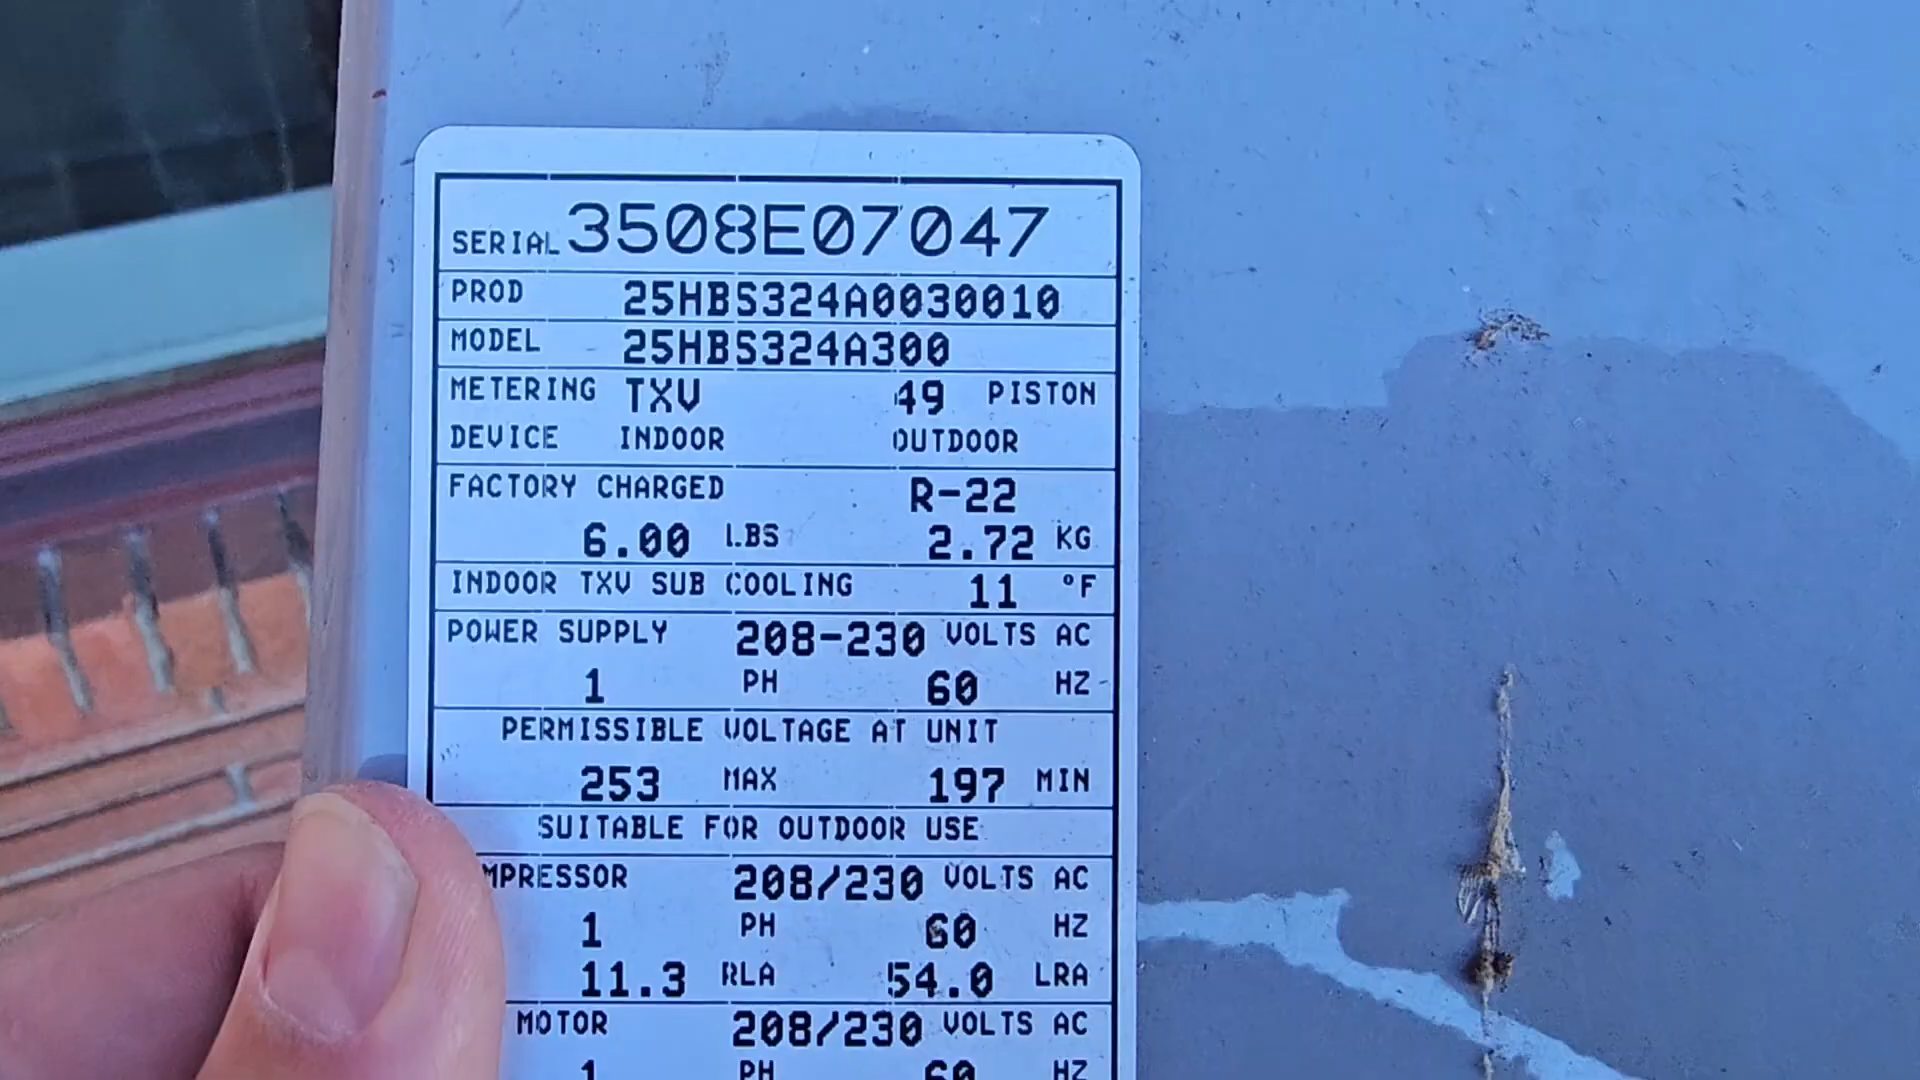 SERIAL 3508E07047
PROD 25HBS324A0030010
MODEL 25HBS324A300
METERING TXV 49 PISTON
DEVICE INDOOR OUTDOOR
FACTORY CHARGED R-22
6.00 LBS 2.72 KG
INDOOR TXV SUB COOLING 11 °F
POWER SUPPLY 208-230 VOLTS AC
1 PH 60 HZ
PERMISSIBLE VOLTAGE AT UNIT
253 MAX 197 MIN
SUITABLE FOR OUTDOOR USE
MPRESSOR 208/230 VOLTS AC
1 PH 60 HZ
11.3 RLA 54.0 LRA
MOTOR 208/230 VOLTS AC
1 PH 60 HZ